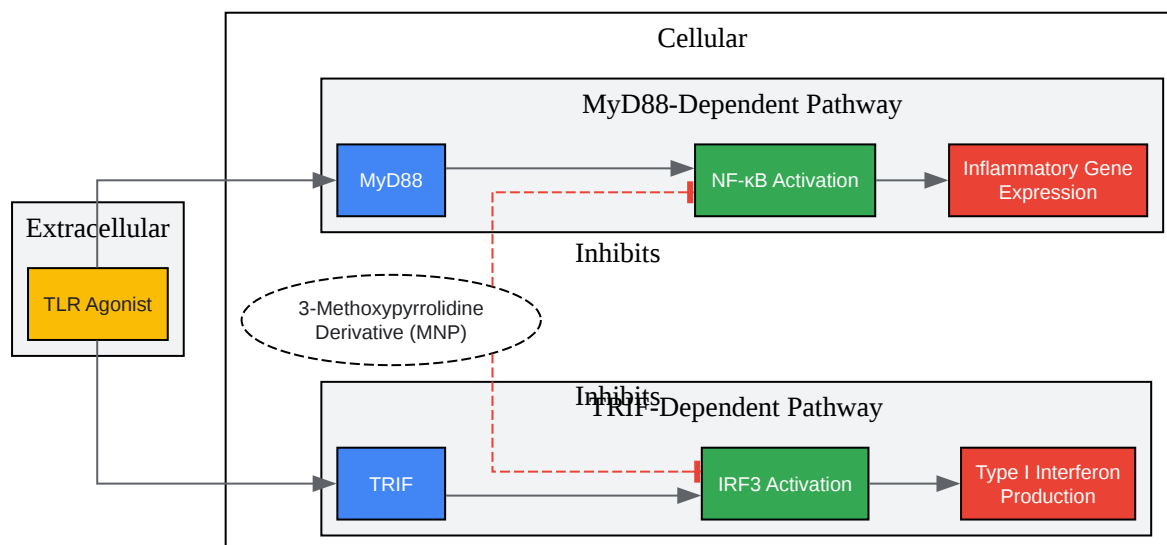 Cellular
MyD88-Dependent Pathway
MyD88
NF-κB Activation
Inflammatory Gene
Expression
Extracellular
TLR Agonist
Inhibits
3-Methoxypyrrolidine
Derivative (MNP)
Inhibits
TRIF-Dependent Pathway
TRIF
IRF3 Activation
Type I Interferon
Production